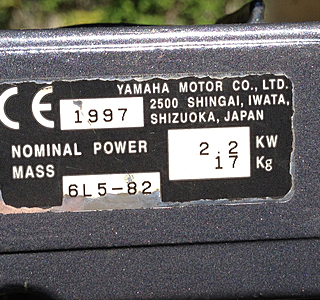 CE 1997 YAMAHA MOTOR CO., LTD.
2500 SHINGAI, IWATA,
SHIZUOKA, JAPAN
NOMINAL POWER 2.2 KW
MASS 17 Kg
6L5-82